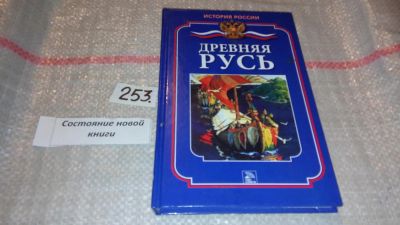 ИСТОРИЯ РОССИИ
ДРЕВНЯЯ
РУСЬ
253.
Состояние новой
книги